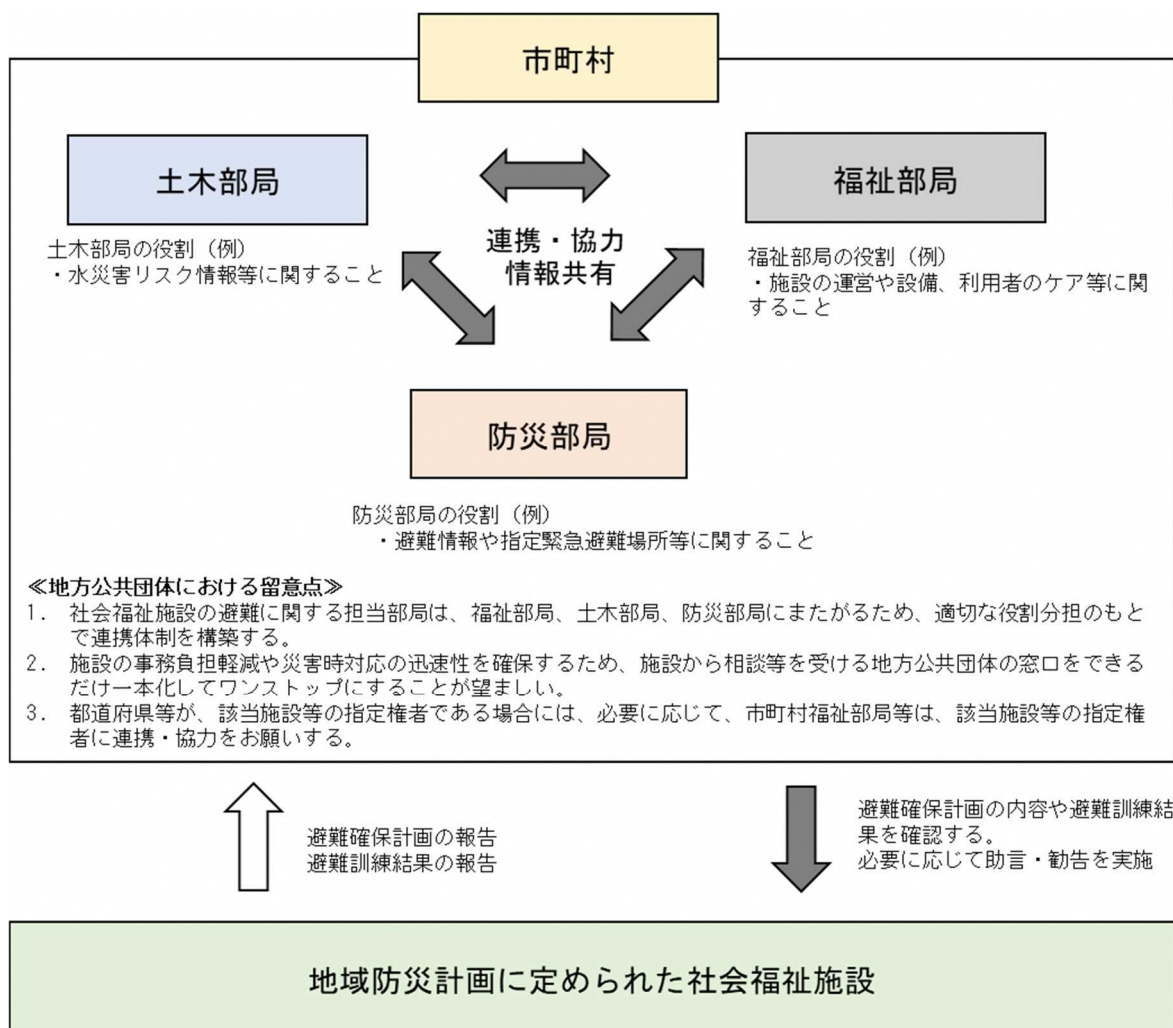 市町村
土木部局
福祉部局
連携・協力
情報共有
土木部局の役割（例）
・水災害リスク情報等に関すること
福祉部局の役割（例）
・施設の運営や設備、利用者のケア等に関
すること
防災部局
防災部局の役割（例）
・避難情報や指定緊急避難場所等に関すること
≪地方公共団体における留意点≫
1. 社会福祉施設の避難に関する担当部局は、福祉部局、土木部局、防災部局にまたがるため、適切な役割分担のもと
で連携体制を構築する。
2. 施設の事務負担軽減や災害時対応の迅速性を確保するため、施設から相談等を受ける地方公共団体の窓口をできる
だけ一本化してワンストップにすることが望ましい。
3. 都道府県等が、該当施設等の指定権者である場合には、必要に応じて、市町村福祉部局等は、該当施設等の指定権
者に連携・協力をお願いする。
避難確保計画の報告
避難訓練結果の報告
避難確保計画の内容や避難訓練結
果を確認する。
必要に応じて助言・勧告を実施
地域防災計画に定められた社会福祉施設